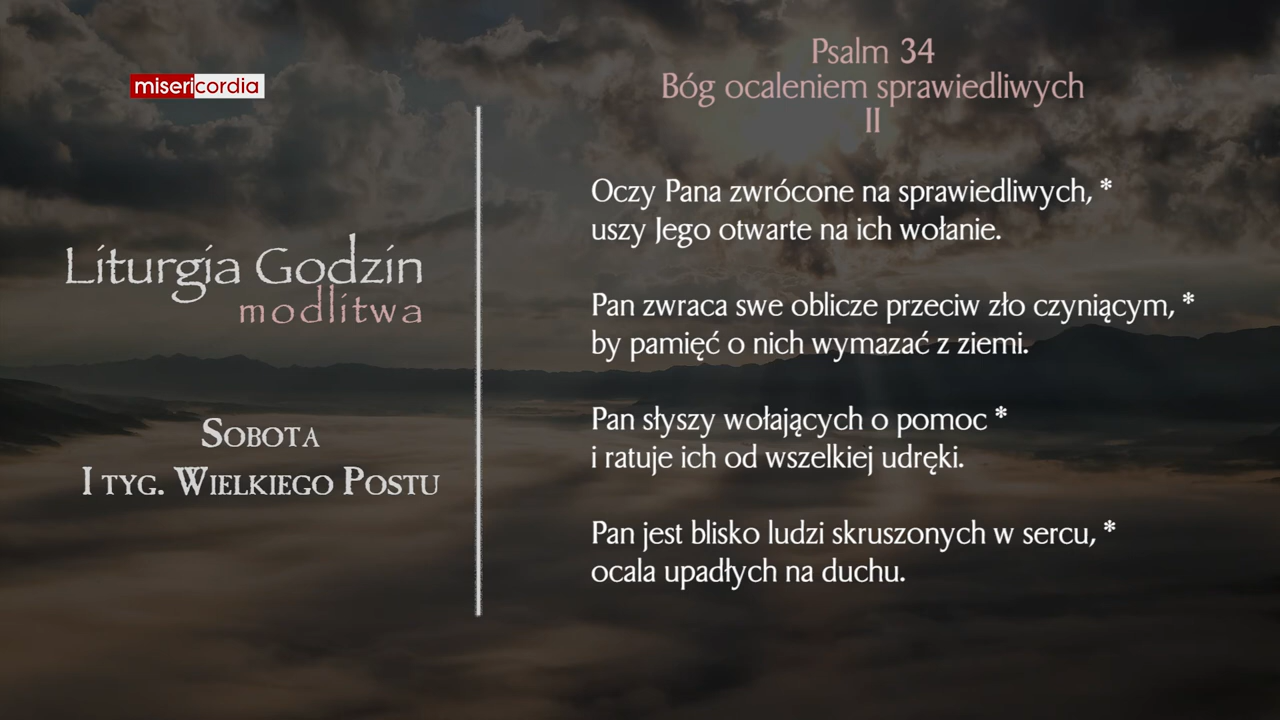 misericordia
Liturgia Godzin
modlitwa
Sobota
I tyg. Wielkiego Postu
Psalm 34
Bóg ocaleniem sprawiedliwych
II
Oczy Pana zwrócone na sprawiedliwych, *
uszy Jego otwarte na ich wołanie.
Pan zwraca swe oblicze przeciw zło czyniącym, *
by pamięć o nich wymazać z ziemi.
Pan słyszy wołających o pomoc *
i ratuje ich od wszelkiej udręki.
Pan jest blisko ludzi skruszonych w sercu, *
ocala upadłych na duchu.